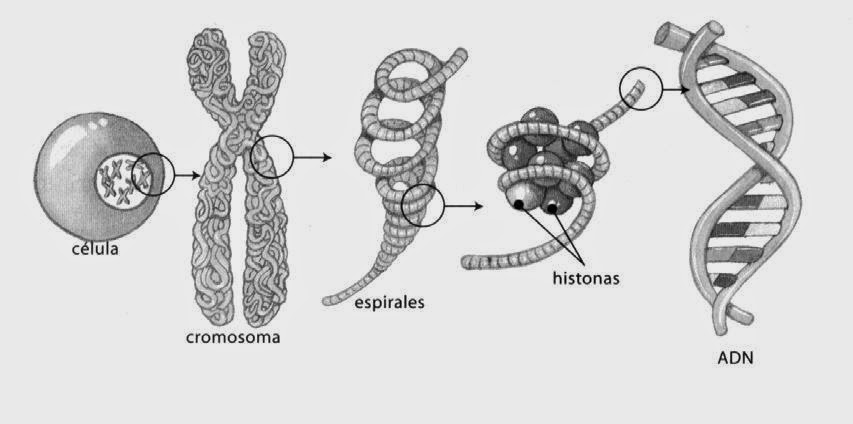 célula
cromosoma
espirales
histonas
ADN